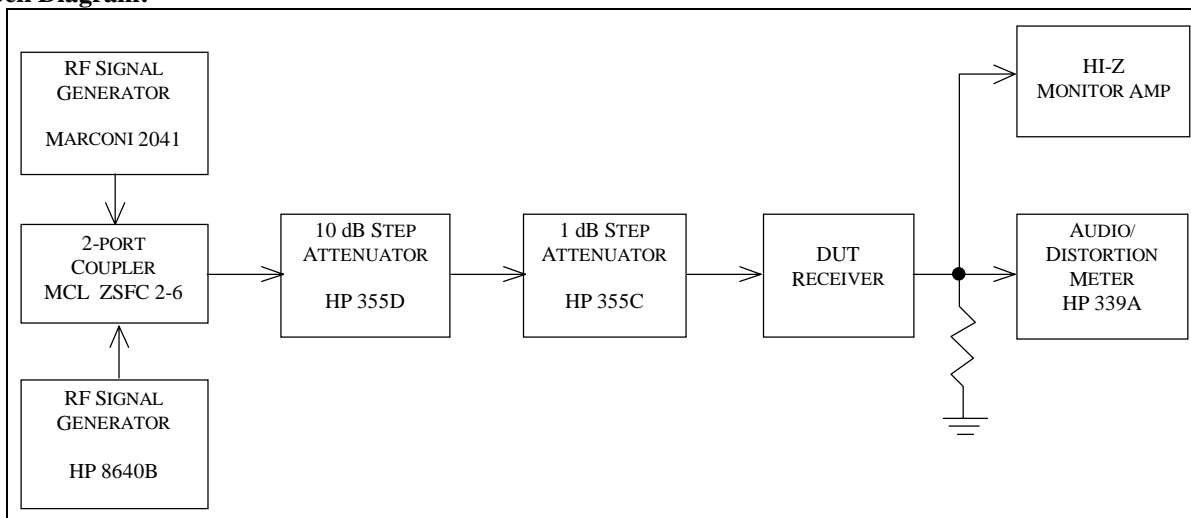 Diagram:
RF SIGNAL
GENERATOR
MARCONI 2041
2-PORT
COUPLER
MCL ZSFC 2-6
RF SIGNAL
GENERATOR
HP 8640B
10 dB STEP
ATTENUATOR
HP 355D
1 dB STEP
ATTENUATOR
HP 355C
DUT
RECEIVER
HI-Z
MONITOR AMP
AUDIO/
DISTORTION
METER
HP 339A